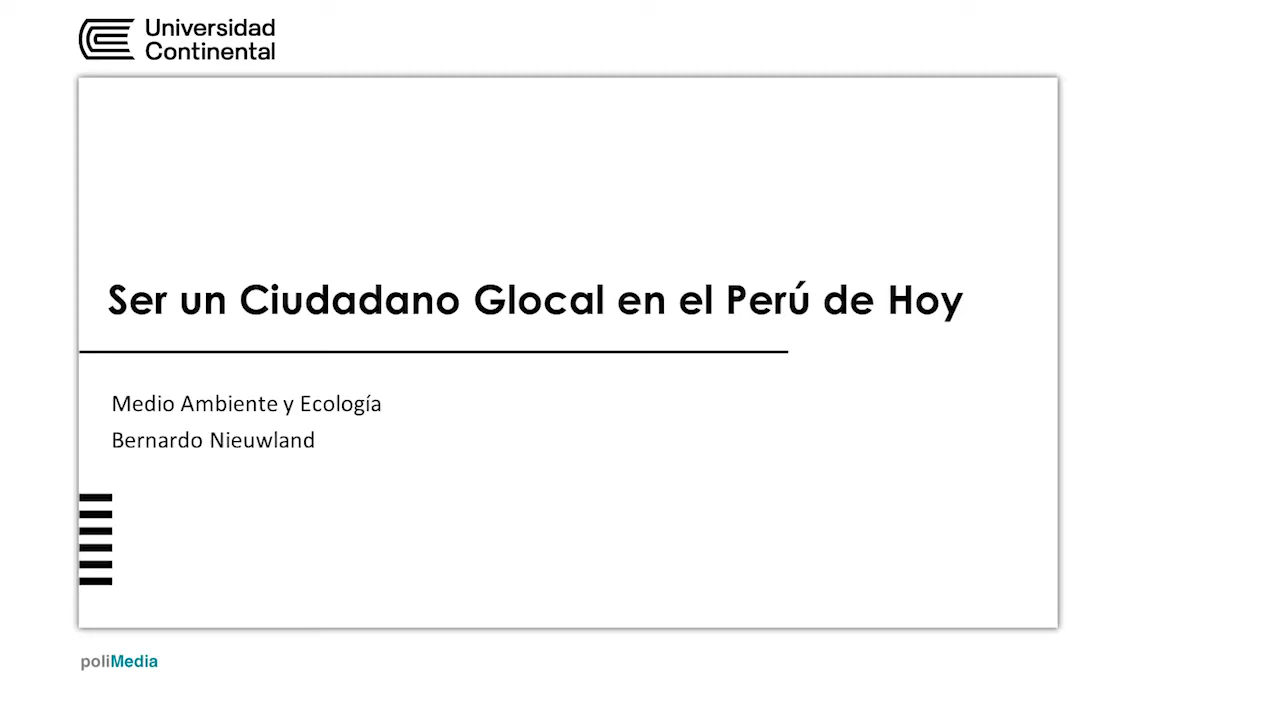 Universidad
Continental
Ser un Ciudadano Glocal en el Perú de Hoy
Medio Ambiente y Ecología
Bernardo Nieuwland
poliMedia